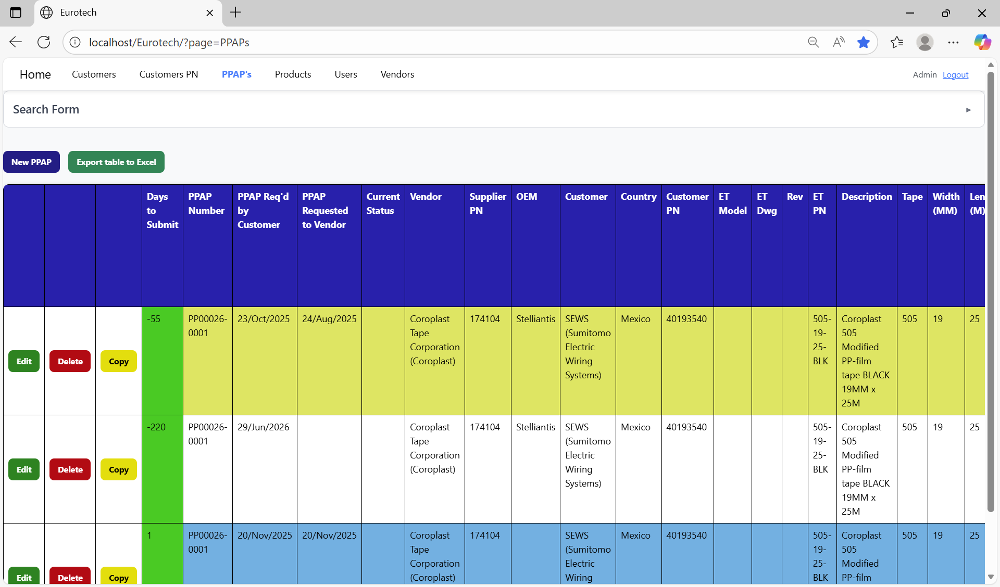 Eurotech
localhost/Eurotech/?page=PPAPs
Home Customers Customers PN PPAP's Products Users Vendors Admin Logout
Search Form
New PPAP Export table to Excel
Days to Submit
PPAP Number
PPAP Req'd by Customer
PPAP Requested to Vendor
Current Status
Vendor
Supplier PN
OEM
Customer
Country
Customer PN
ET Model
ET Dwg
Rev
ET PN
Description
Tape
Width (MM)
Len (M)
Edit Delete Copy
-55
PP00026-
0001
23/Oct/2025
24/Aug/2025
Coroplast
Tape
Corporation
(Coroplast)
174104
Stelliantis
SEWS
(Sumitomo
Electric
Wiring
Systems)
Mexico
40193540
505-
19-
25-
BLK
Coroplast
505
Modified
PP-film
tape BLACK
19MM x
25M
505
19
25
Edit Delete Copy
-220
PP00026-
0001
29/Jun/2026
Coroplast
Tape
Corporation
(Coroplast)
174104
Stelliantis
SEWS
(Sumitomo
Electric
Wiring
Systems)
Mexico
40193540
505-
19-
25-
BLK
Coroplast
505
Modified
PP-film
tape BLACK
19MM x
25M
505
19
25
Edit Delete Copy
1
PP00026-
0001
20/Nov/2025
20/Nov/2025
Coroplast
Tape
Corporation
(Coroplast)
174104
SEWS
(Sumitomo
Electric
Wiring
Mexico
40193540
505-
19-
25-
BLK
Coroplast
505
Modified
PP-film
505
19
25